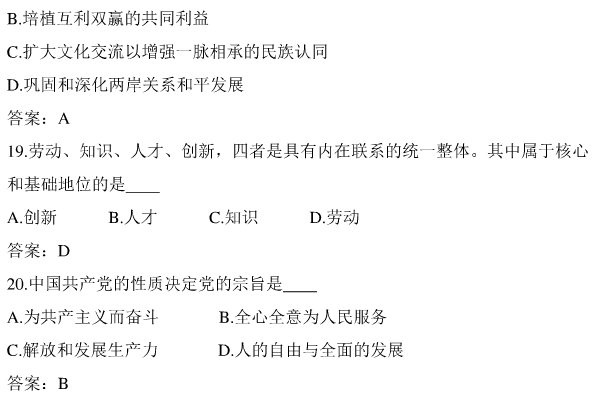 B.培植互利双赢的共同利益
C.扩大文化交流以增强一脉相承的民族认同
D.巩固和深化两岸关系和平发展
答案：A
19.劳动、知识、人才、创新，四者是具有内在联系的统一整体。其中属于核心
和基础地位的是____
A.创新 B.人才 C.知识 D.劳动
答案：D
20.中国共产党的性质决定党的宗旨是____
A.为共产主义而奋斗 B.全心全意为人民服务
C.解放和发展生产力 D.人的自由与全面的发展
答案：B